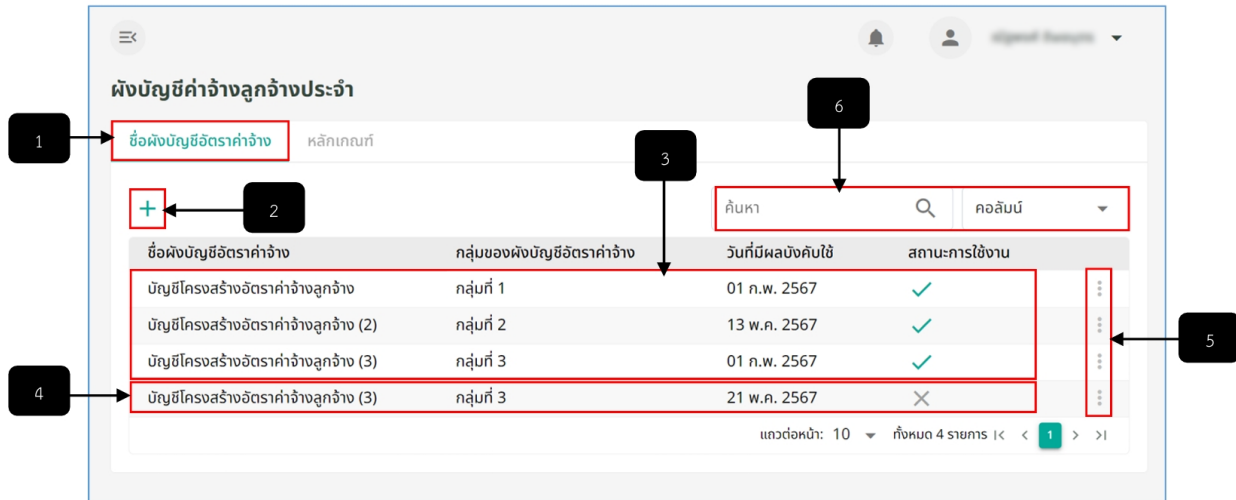 ผังบัญชีค่าจ้างลูกจ้างประจำ
6
1
ชื่อผังบัญชีอัตราค่าจ้าง หลักเกณฑ์
3
2
ค้นหา คอลัมน์
ชื่อผังบัญชีอัตราค่าจ้าง กลุ่มของผังบัญชีอัตราค่าจ้าง วันที่มีผลบังคับใช้ สถานะการใช้งาน
บัญชีโครงสร้างอัตราค่าจ้างลูกจ้าง กลุ่มที่ 1 01 ก.พ. 2567
บัญชีโครงสร้างอัตราค่าจ้างลูกจ้าง (2) กลุ่มที่ 2 13 พ.ค. 2567
5
บัญชีโครงสร้างอัตราค่าจ้างลูกจ้าง (3) กลุ่มที่ 3 01 ก.พ. 2567
4
บัญชีโครงสร้างอัตราค่าจ้างลูกจ้าง (3) กลุ่มที่ 3 21 พ.ค. 2567
แถวต่อหน้า: 10 ทั้งหมด 4 รายการ |< < 1 > >|